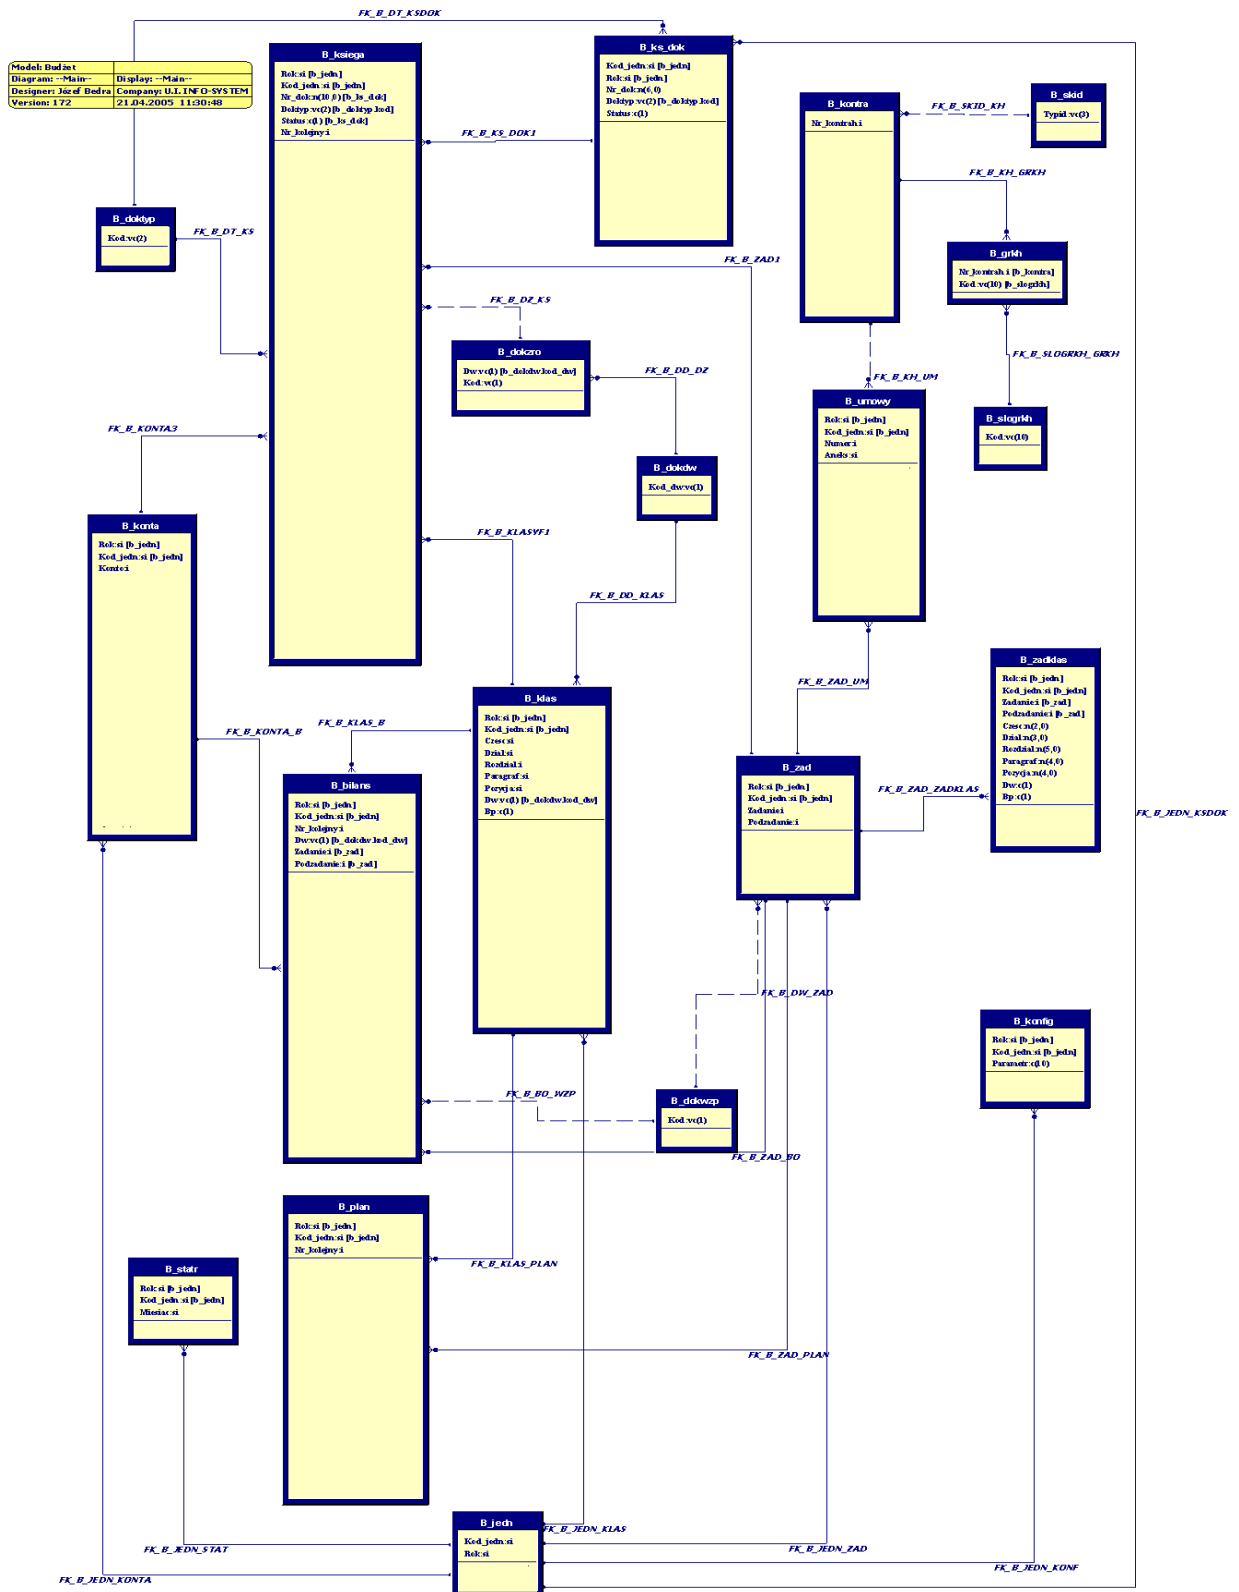 FK_B_DT_KSDOK
Model: Budżet
Diagram: --Main-- Display: --Main--
Designer: Józef Bedra Company: U.I. INFO-SYSTEM
Version: 172 21.04.2005 11:30:48
B_ksiega
Rok:si [b_jedn]
Kod_jedn:si [b_jedn]
Nr_dok:n(10,0) [b_ks_dok]
Doktyp:vc(2) [b_doktyp.kod]
Status:c(1) [b_ks_dok]
Nr_kolejny:i
B_ks_dok
Kod_jedn:si [b_jedn]
Rok:si [b_jedn]
Nr_dok:n(6,0)
Doktyp:vc(2) [b_doktyp.kod]
Status:c(1)
FK_B_KS_DOK1
B_kontra
Nr_kontrah:i
FK_B_SKID_KH
B_skid
Typid:vc(3)
FK_B_KH_GRKH
B_doktyp
Kod:vc(2)
FK_B_DT_KS
B_grkh
Nr_kontrah:i [b_kontra]
Kod:vc(10) [b_slogrkh]
FK_B_ZAD1
FK_B_DZ_KS
B_dokzro
Dw:vc(1) [b_dokdw.kod_dw]
Kod:vc(1)
FK_B_DD_DZ
FK_B_SLOGRKH_GRKH
FK_B_KH_UM
B_umowy
Rok:si [b_jedn]
Kod_jedn:si [b_jedn]
Numer:i
Aneks:si
B_slogrkh
Kod:vc(10)
FK_B_KONTA3
B_dokdw
Kod_dw:vc(1)
B_konta
Rok:si [b_jedn]
Kod_jedn:si [b_jedn]
Konto:i
FK_B_KLASYF1
FK_B_DD_KLAS
FK_B_ZAD_UM
B_zadklas
Rok:si [b_jedn]
Kod_jedn:si [b_jedn]
Zadanie:i [b_zad]
Podzadanie:i [b_zad]
Czesc:n(2,0)
Dzial:n(3,0)
Rozdzial:n(5,0)
Paragraf:n(4,0)
Pozycja:n(4,0)
Dw:c(1)
Bp:c(1)
B_klas
Rok:si [b_jedn]
Kod_jedn:si [b_jedn]
Czesc:si
Dzial:si
Rozdzial:i
Paragraf:si
Pozycja:si
Dw:vc(1) [b_dokdw.kod_dw]
Bp:c(1)
FK_B_KLAS_B
FK_B_KONTA_B
B_bilans
Rok:si [b_jedn]
Kod_jedn:si [b_jedn]
Nr_kolejny:i
Dw:vc(1) [b_dokdw.kod_dw]
Zadanie:i [b_zad]
Podzadanie:i [b_zad]
B_zad
Rok:si [b_jedn]
Kod_jedn:si [b_jedn]
Zadanie:i
Podzadanie:i
FK_B_ZAD_ZADKLAS
FK_B_JEDN_KSDOK
FK_B_DW_ZAD
B_konfig
Rok:si [b_jedn]
Kod_jedn:si [b_jedn]
Parametr:c(10)
FK_B_BO_WZP
B_dokwzp
Kod:vc(1)
FK_B_ZAD_BO
B_plan
Rok:si [b_jedn]
Kod_jedn:si [b_jedn]
Nr_kolejny:i
FK_B_KLAS_PLAN
B_statr
Rok:si [b_jedn]
Kod_jedn:si [b_jedn]
Miesiac:si
FK_B_ZAD_PLAN
B_jedn
Kod_jedn:si
Rok:si
FK_B_JEDN_KLAS
FK_B_JEDN_STAT
FK_B_JEDN_ZAD
FK_B_JEDN_KONF
FK_B_JEDN_KONTA